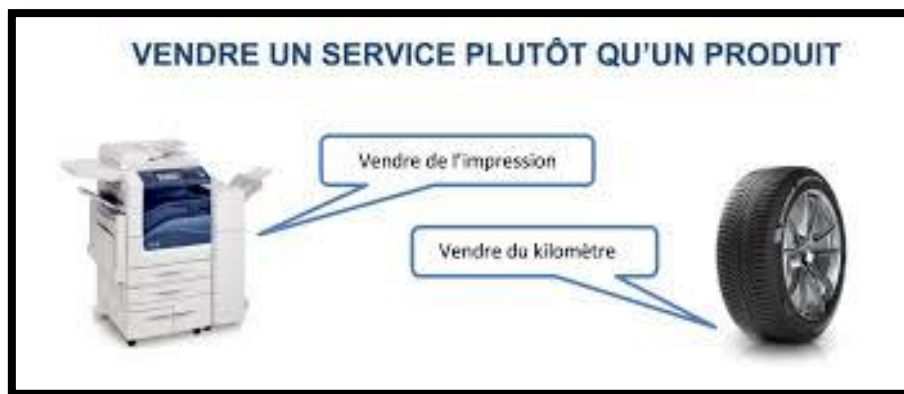 VENDRE UN SERVICE PLUTÔT QU'UN PRODUIT
Vendre de l'impression
Vendre du kilomètre